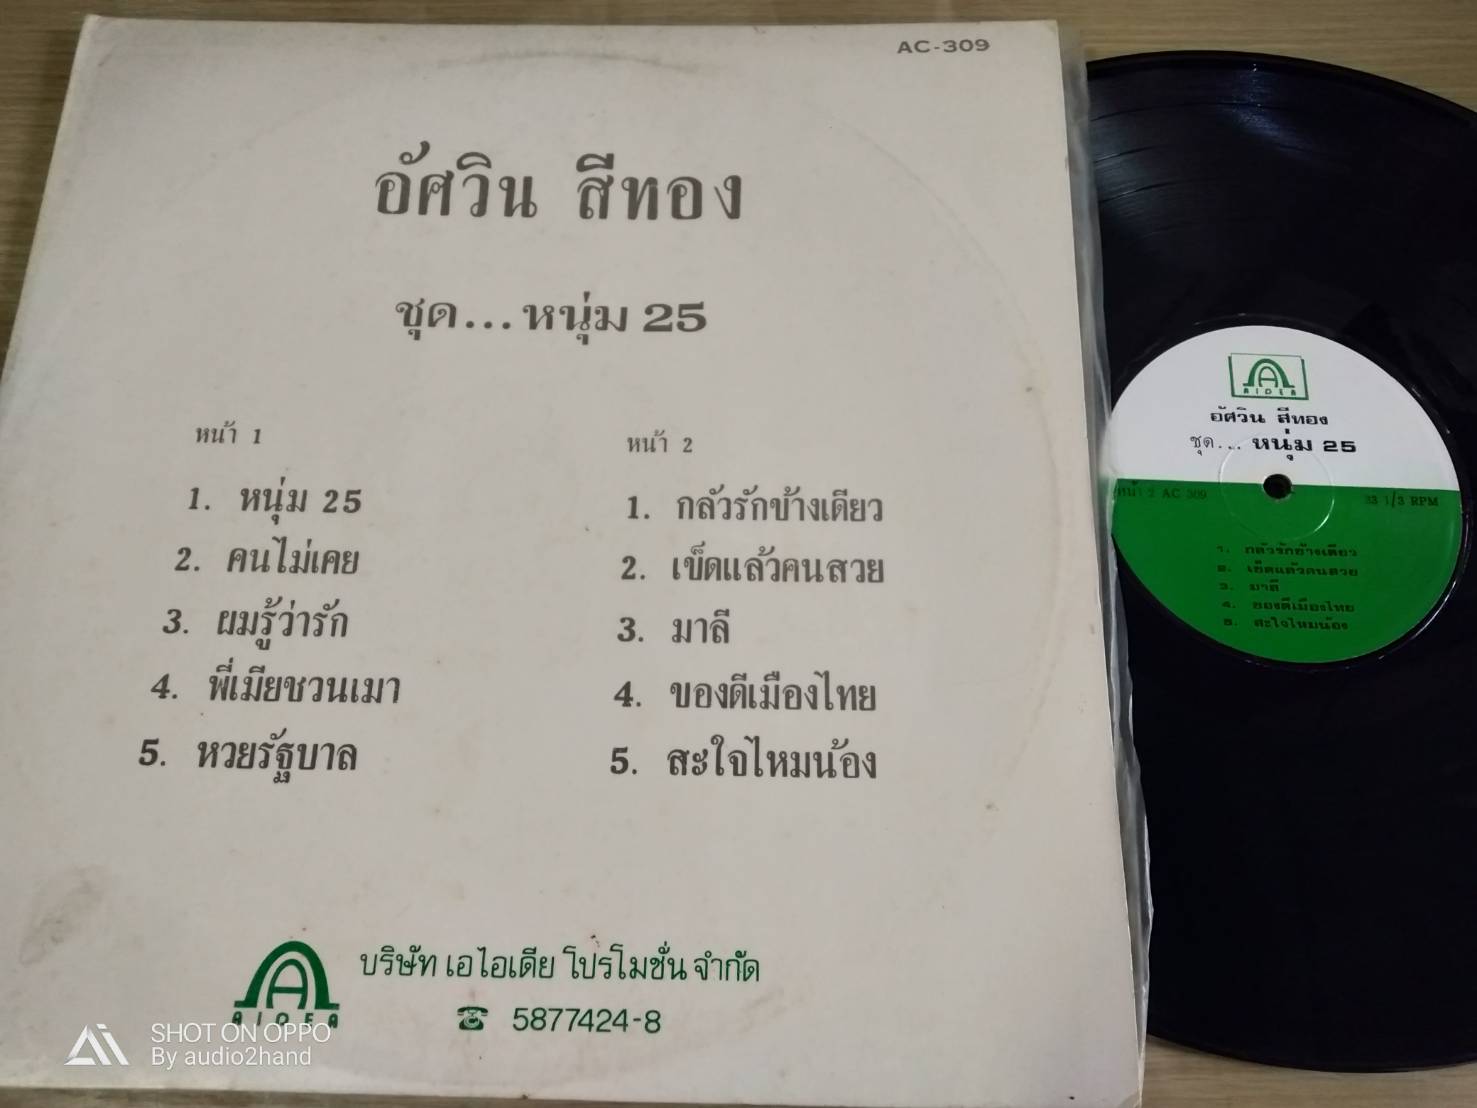 AC-309
อัศวิน สีทอง
ชุด... หนุ่ม 25
หน้า 1
1. หนุ่ม 25
2. คนไม่เคย
3. ผมรู้ว่ารัก
4. พี่เมียชวนเมา
5. หวยรัฐบาล
หน้า 2
1. กลัวรักข้างเดียว
2. เข็ดแล้วคนสวย
3. มาลี
4. ของดีเมืองไทย
5. สะใจไหมน้อง
AIDEA
บริษัท เอไอเดีย โปรโมชั่น จำกัด
☎ 5877424-8
SHOT ON OPPO
By audio2hand
AIDEA
อัศวิน สีทอง
ชุด... หนุ่ม 25
หน้า 2 AC 309
33 1/3 RPM
1. กลัวรักข้างเดียว
2. เข็ดแล้วคนสวย
3. มาลี
4. ของดีเมืองไทย
5. สะใจไหมน้อง